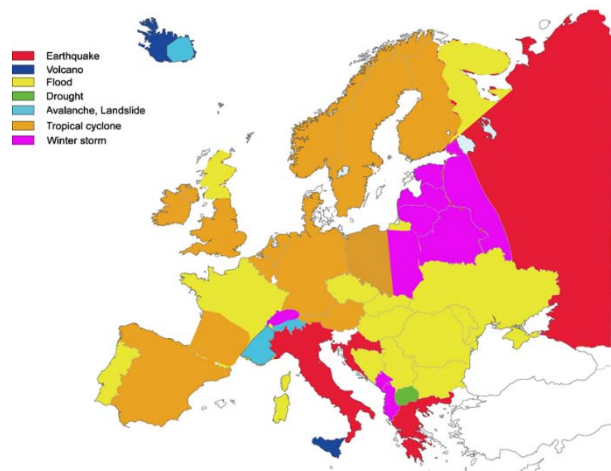 Earthquake
Volcano
Flood
Drought
Avalanche, Landslide
Tropical cyclone
Winter storm